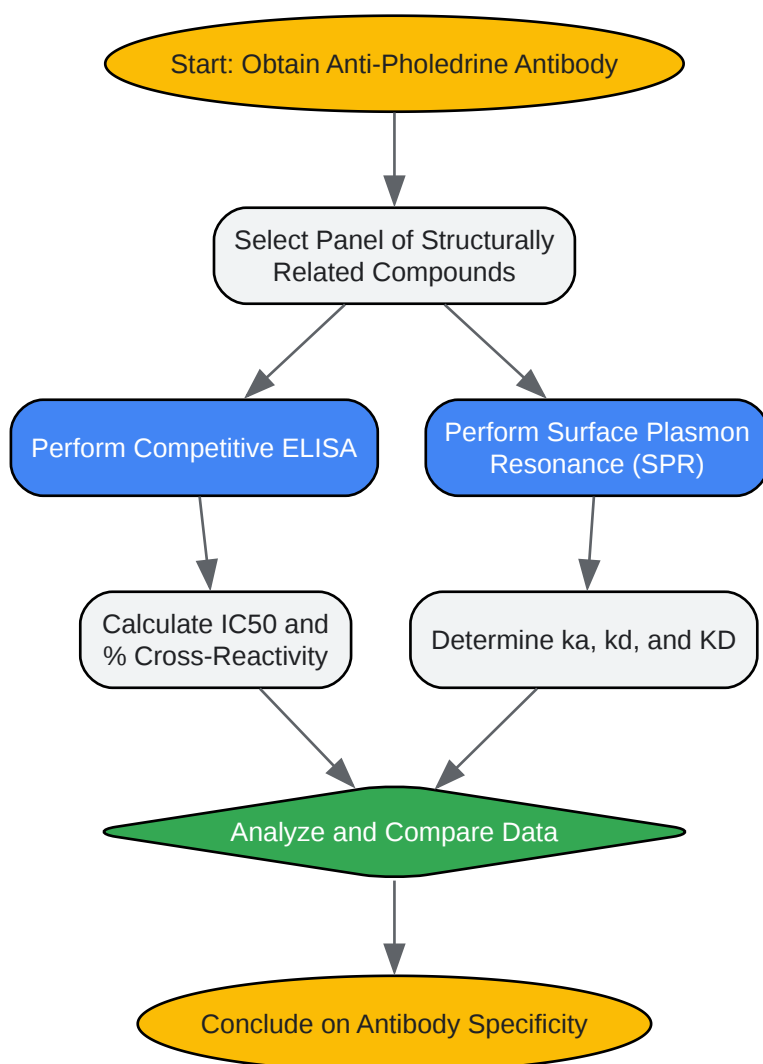 Start: Obtain Anti-Pholedrine Antibody
Select Panel of Structurally
Related Compounds
Perform Competitive ELISA
Perform Surface Plasmon
Resonance (SPR)
Calculate IC50 and
% Cross-Reactivity
Determine ka, kd, and KD
Analyze and Compare Data
Conclude on Antibody Specificity